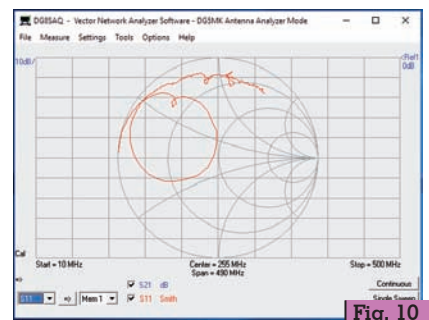 DG8SAQ - Vector Network Analyzer Software - DG5MK Antenna Analyzer Mode
File Measure Settings Tools Options Help
10dB/
<Ref1
0dB
Cal
Start = 10 MHz
Center = 255 MHz
Span = 490 MHz
Stop = 500 MHz
=>
S21 dB
Continuous
S11
=>
Mem 1
S11 Smith
Single Sweep
Fig. 10